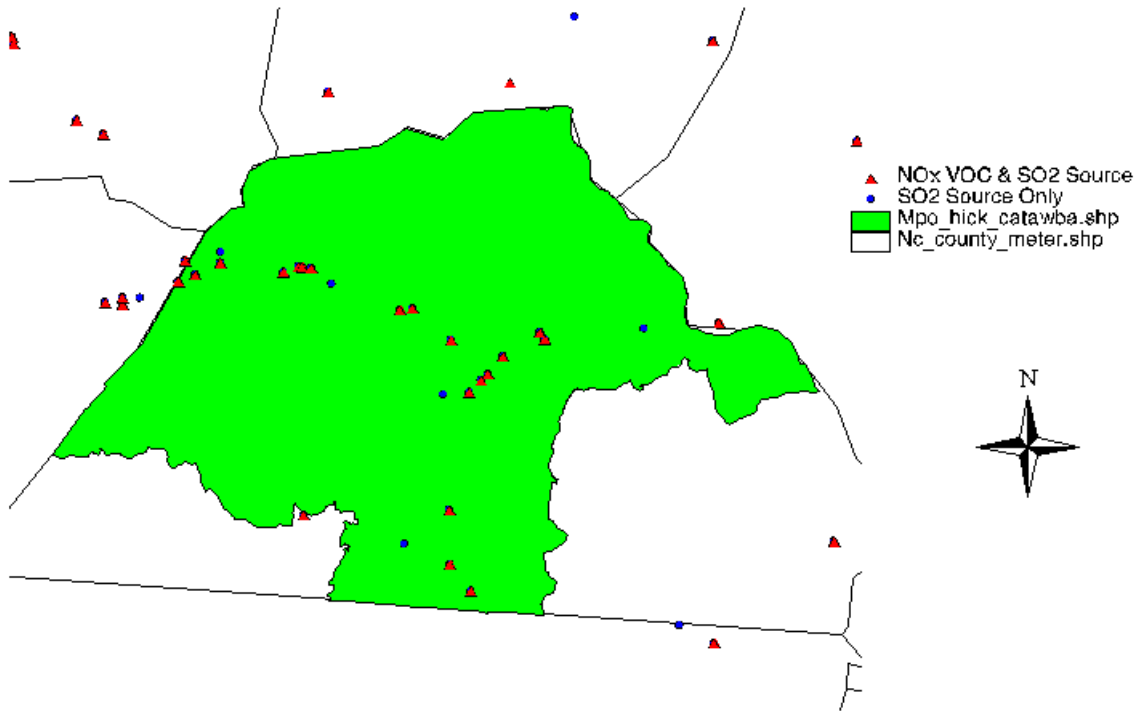 NOx VOC & SO2 Source
SO2 Source Only
Mpo_hick_catawba.shp
Nc_county_meter.shp
N